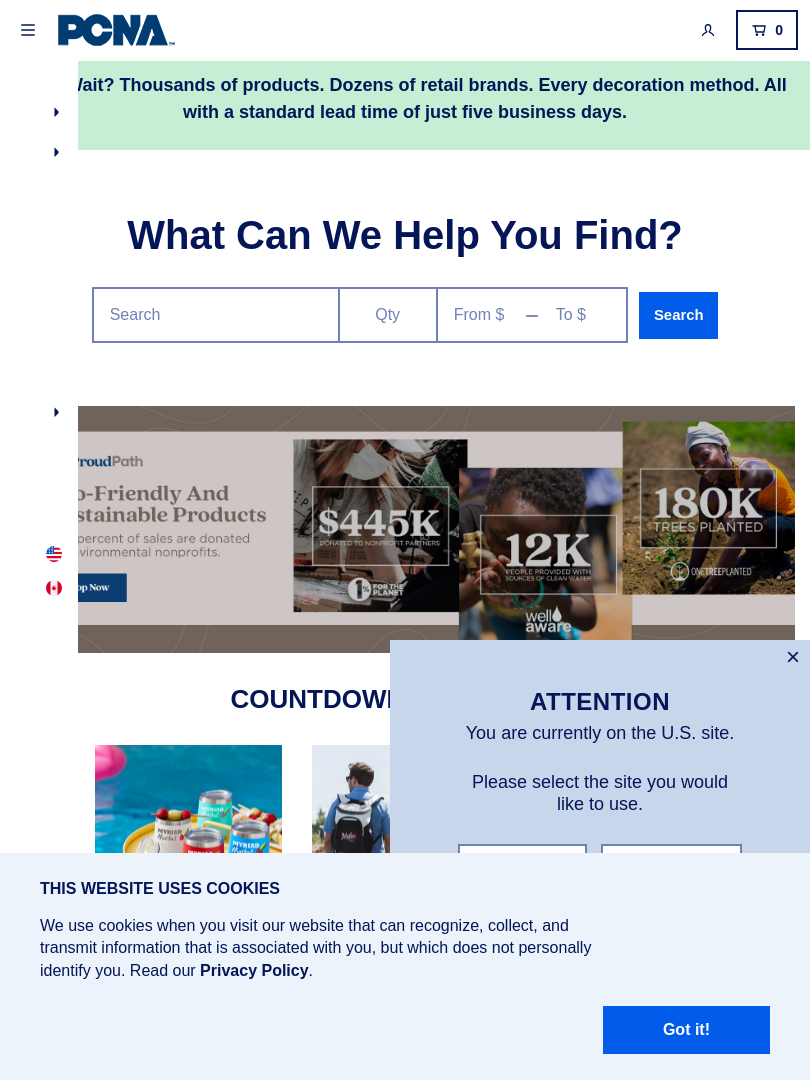 PCNA
0
Wait? Thousands of products. Dozens of retail brands. Every decoration method. All
with a standard lead time of just five business days.
What Can We Help You Find?
Search
Qty
From $ – To $
Search
ProudPath
o-Friendly And
stainable Products
percent of sales are donated
vironmental nonprofits.
op Now
$445K
DONATED TO NONPROFIT PARTNERS
1% FOR THE
PLANET
12K
PEOPLE PROVIDED WITH
SOURCES OF CLEAN WATER
well
aware
180K
TREES PLANTED
ONETREEPLANTED
COUNTDOW
×
ATTENTION
You are currently on the U.S. site.
Please select the site you would
like to use.
THIS WEBSITE USES COOKIES
We use cookies when you visit our website that can recognize, collect, and
transmit information that is associated with you, but which does not personally
identify you. Read our Privacy Policy.
Got it!